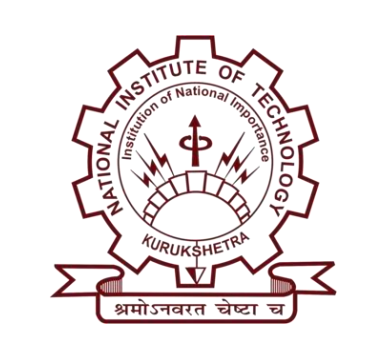 NATIONAL INSTITUTE OF TECHNOLOGY
Institution of National Importance
KURUKSHETRA
श्रमोऽनवरत चेष्टा च